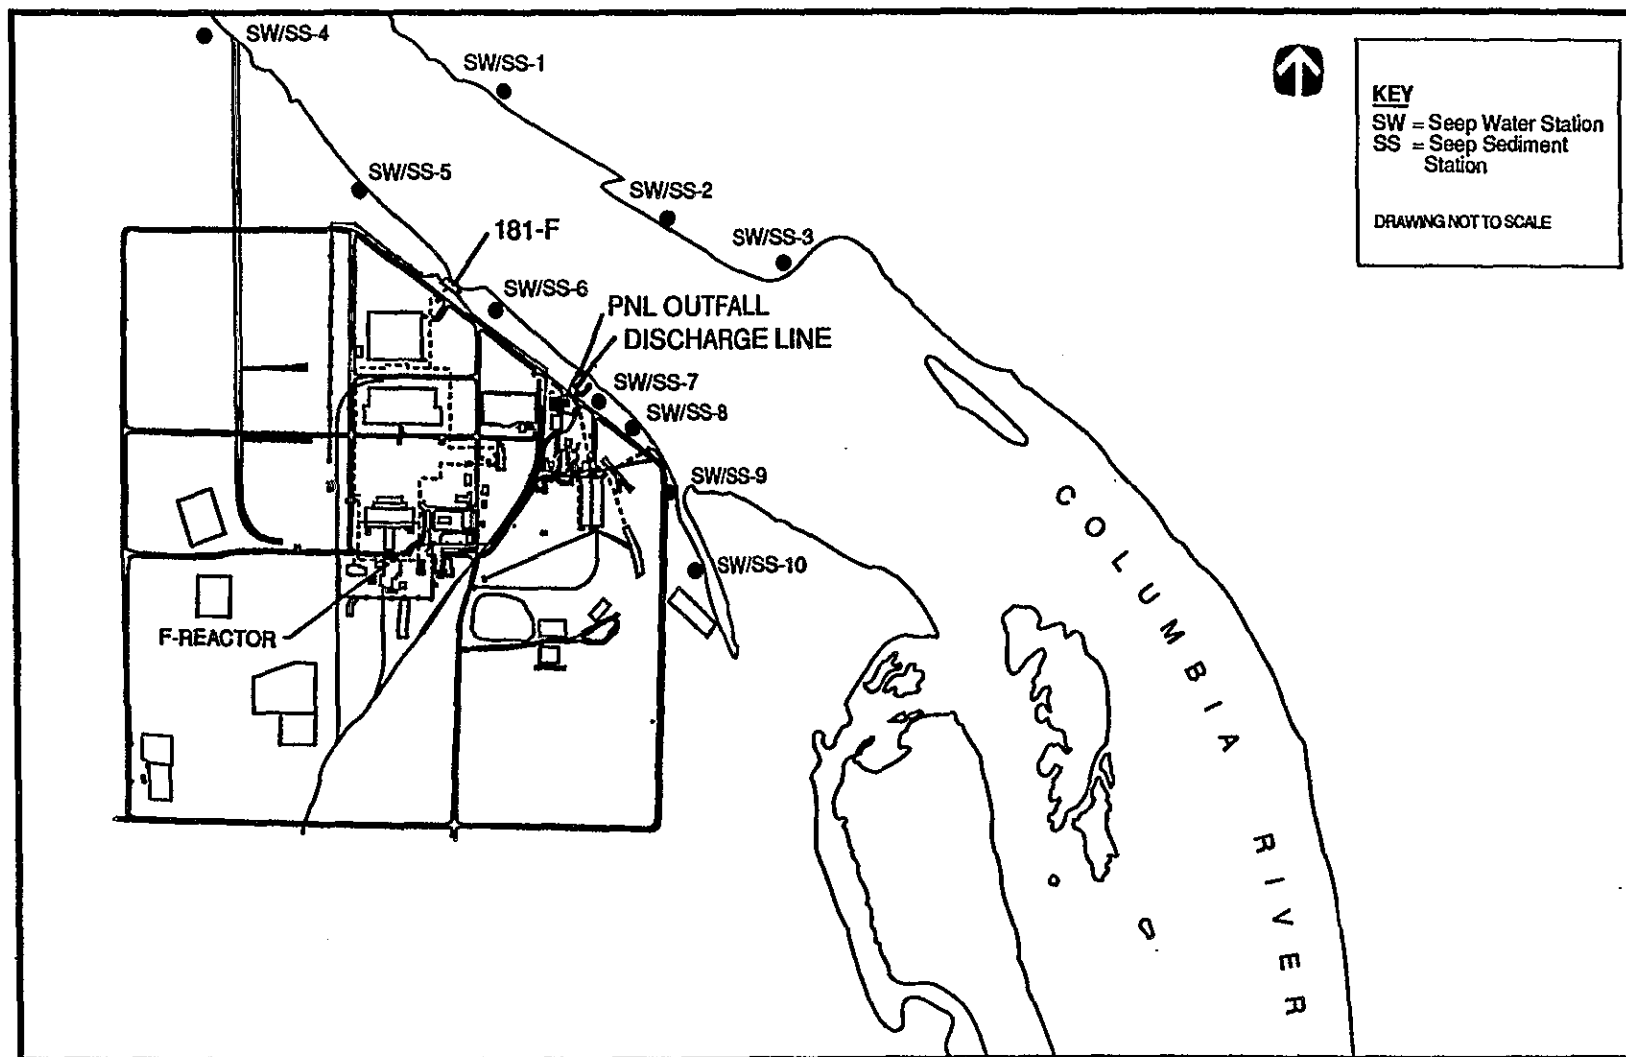 SW/SS-4
SW/SS-1
KEY
SW = Seep Water Station
SS = Seep Sediment
Station
DRAWING NOT TO SCALE
SW/SS-5
SW/SS-2
181-F
SW/SS-3
SW/SS-6
PNL OUTFALL
DISCHARGE LINE
SW/SS-7
SW/SS-8
SW/SS-9
SW/SS-10
F-REACTOR
COLUMBIA RIVER